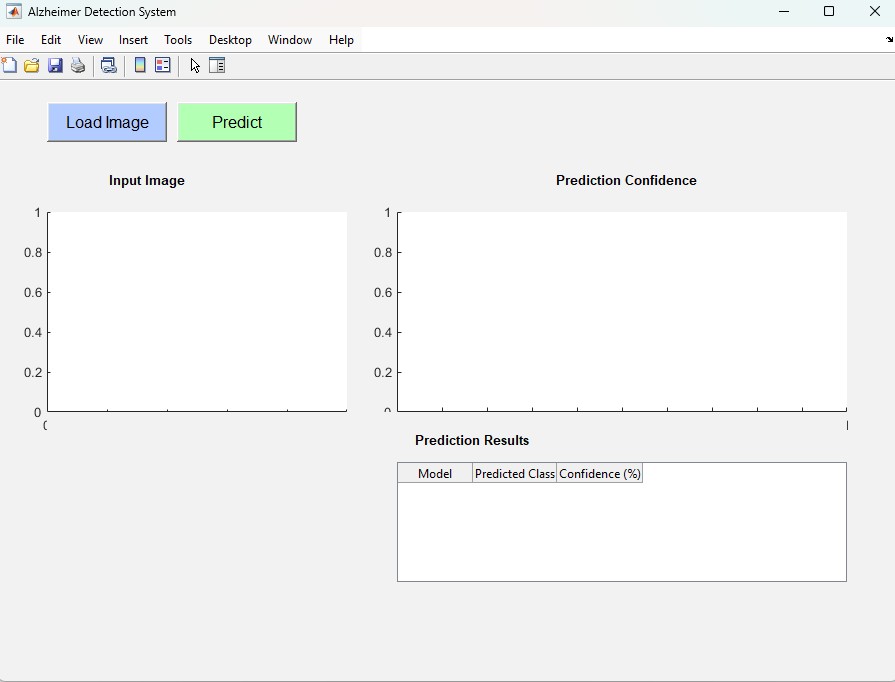 Alzheimer Detection System
File Edit View Insert Tools Desktop Window Help
Load Image Predict
Input Image Prediction Confidence
1 1
0.8 0.8
0.6 0.6
0.4 0.4
0.2 0.2
0 0
0
Prediction Results
Model Predicted Class Confidence (%)